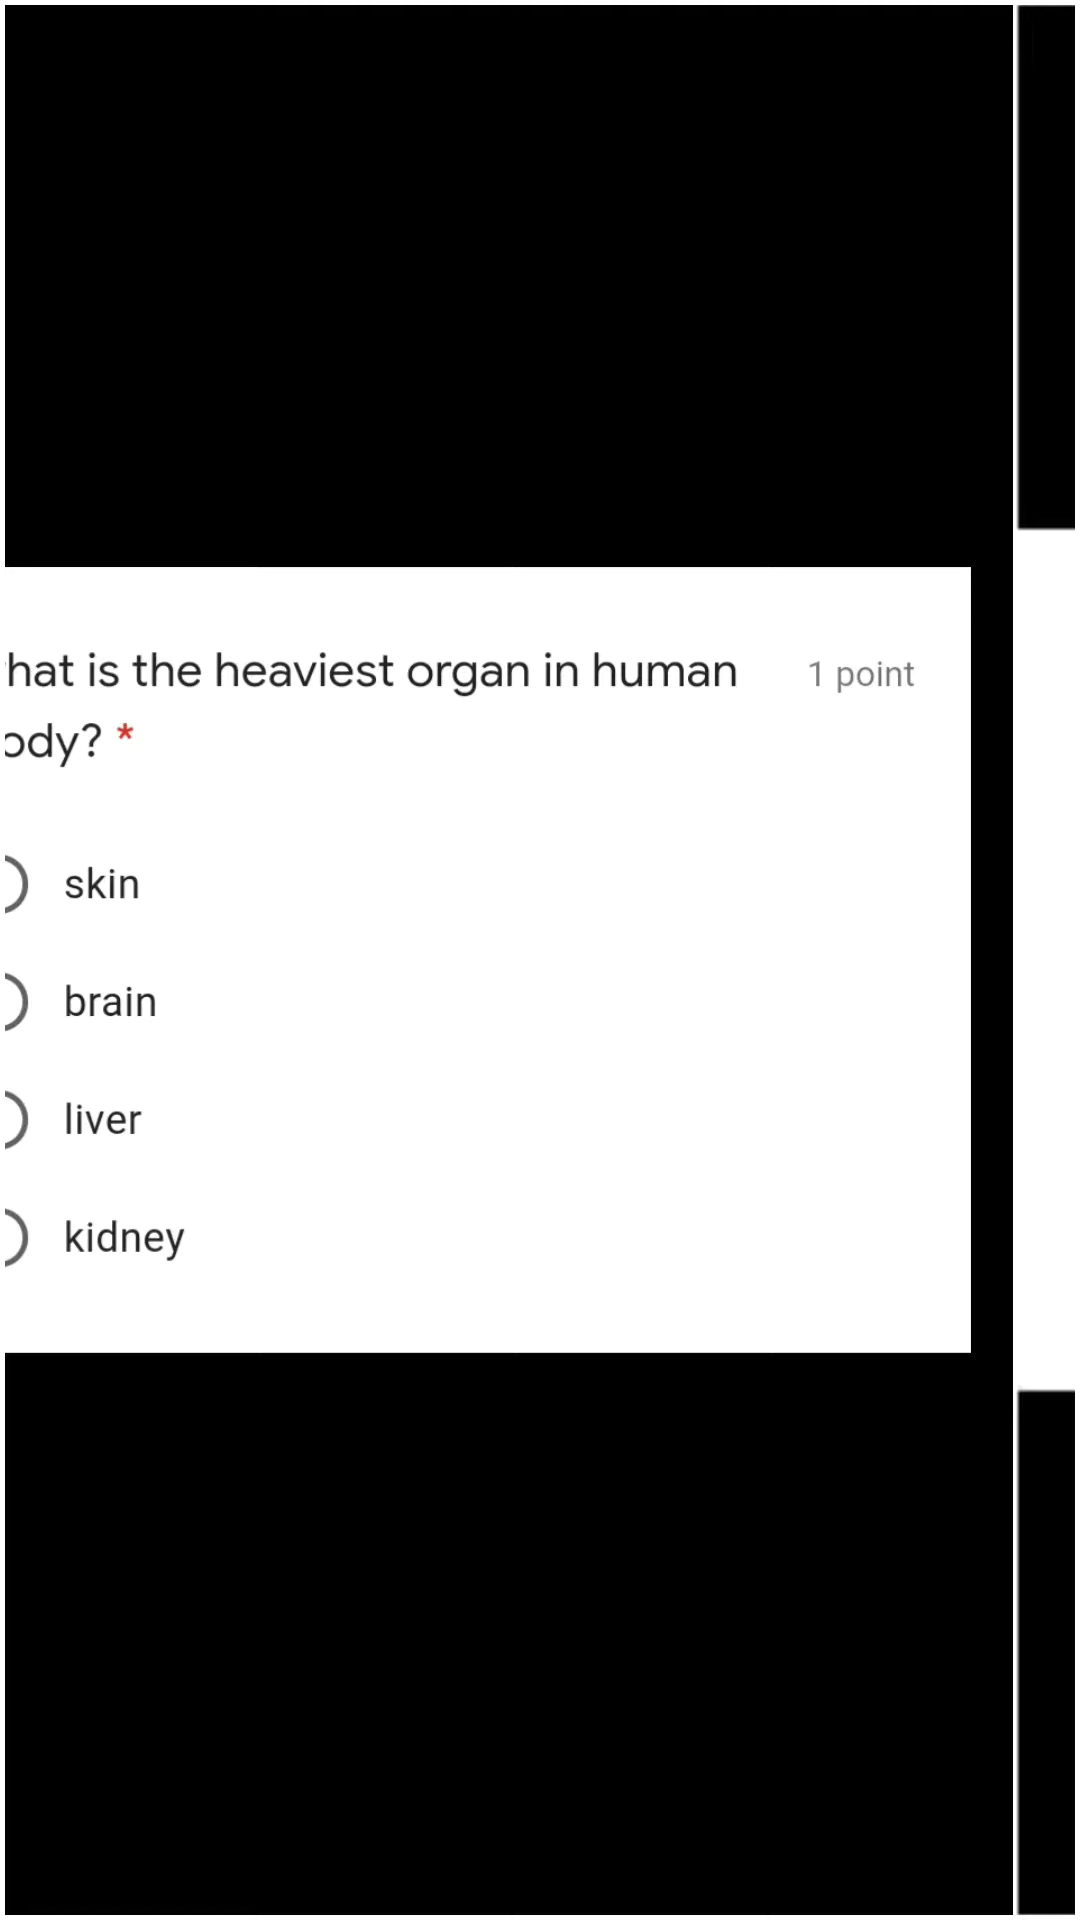 hat is the heaviest organ in human 1 point
ody? *
skin
brain
liver
kidney